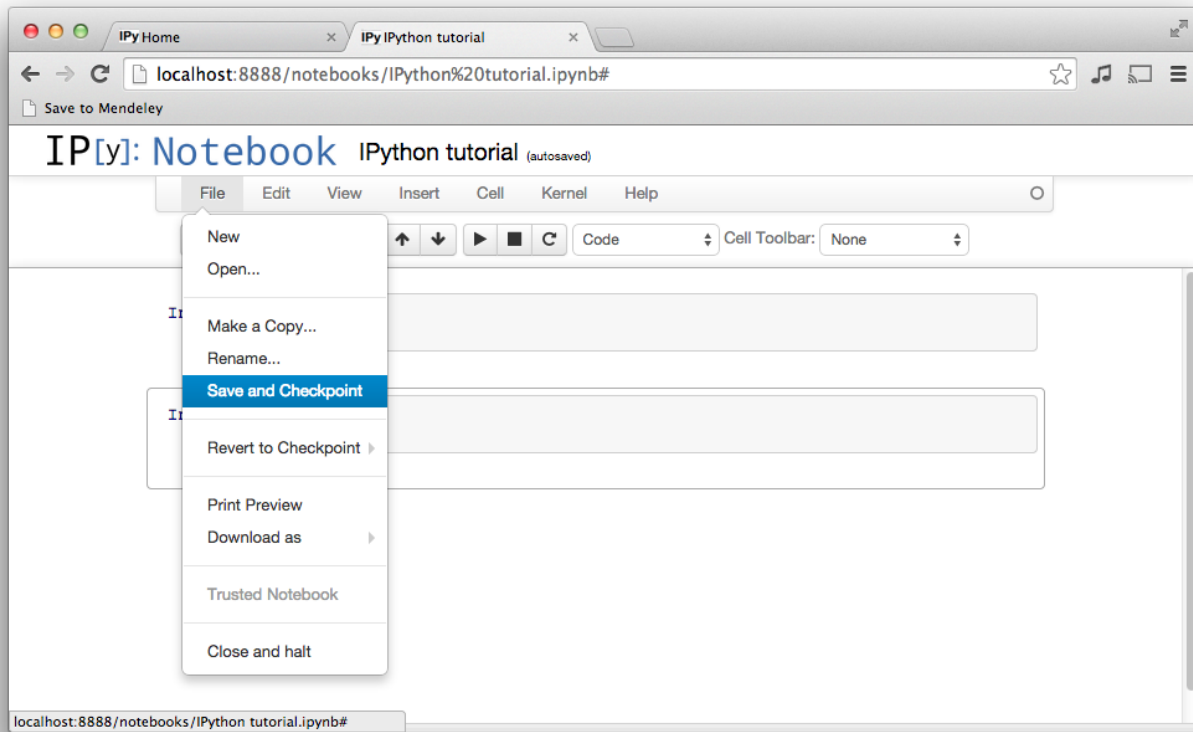 IPy Home
IPy IPython tutorial
localhost:8888/notebooks/IPython%20tutorial.ipynb#
Save to Mendeley
IP[y]: Notebook IPython tutorial (autosaved)
File Edit View Insert Cell Kernel Help
Code Cell Toolbar: None
New
Open...
Make a Copy...
Rename...
Save and Checkpoint
Revert to Checkpoint
Print Preview
Download as
Trusted Notebook
Close and halt
localhost:8888/notebooks/IPython tutorial.ipynb#